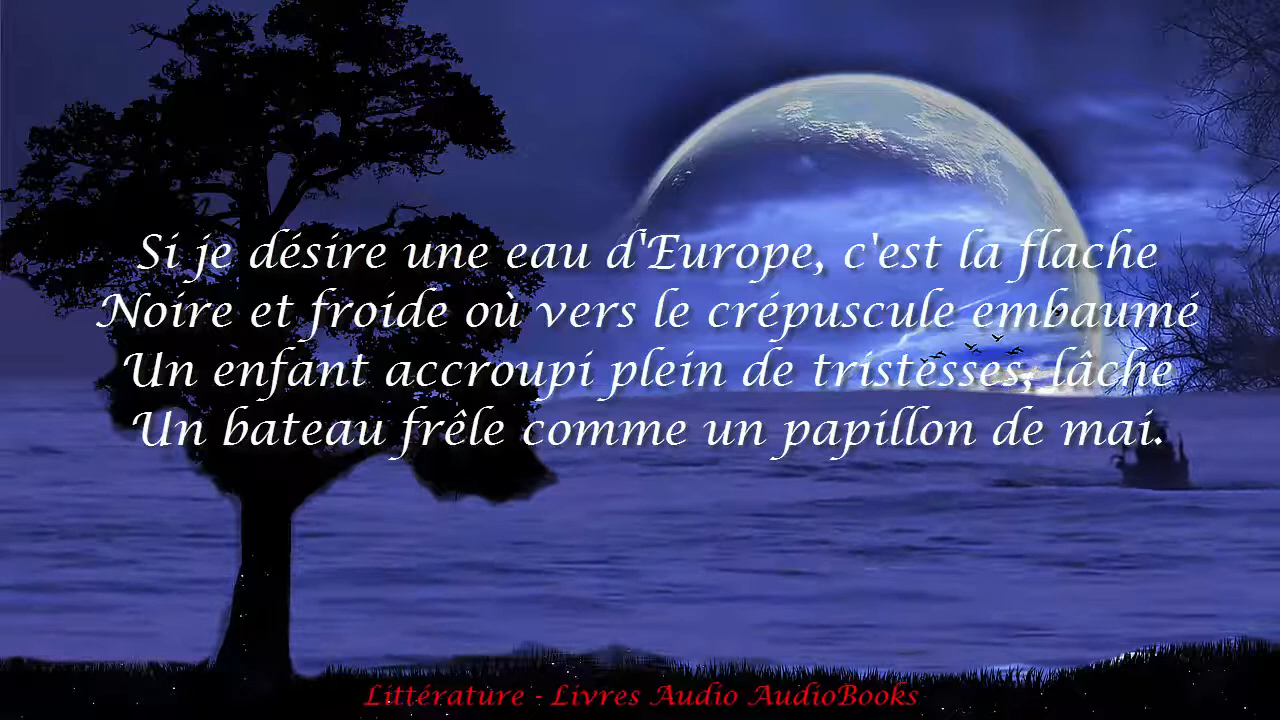 Si je désire une eau d'Europe, c'est la flache
Noire et froide où vers le crépuscule embaumé
Un enfant accroupi plein de tristesses, lâche
Un bateau frêle comme un papillon de mai.
Littérature - Livres Audio AudioBooks